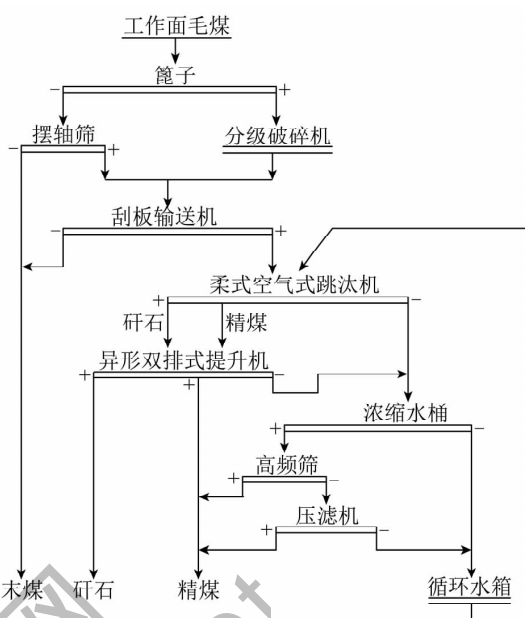 工作面毛煤
篦子
− +
摆轴筛
− +
分级破碎机
刮板输送机
− +
柔式空气式跳汰机
+ −
矸石 精煤
异形双排式提升机
+ + −
浓缩水桶
+ −
高频筛
+ −
压滤机
+ −
末煤 矸石 精煤 循环水箱
网